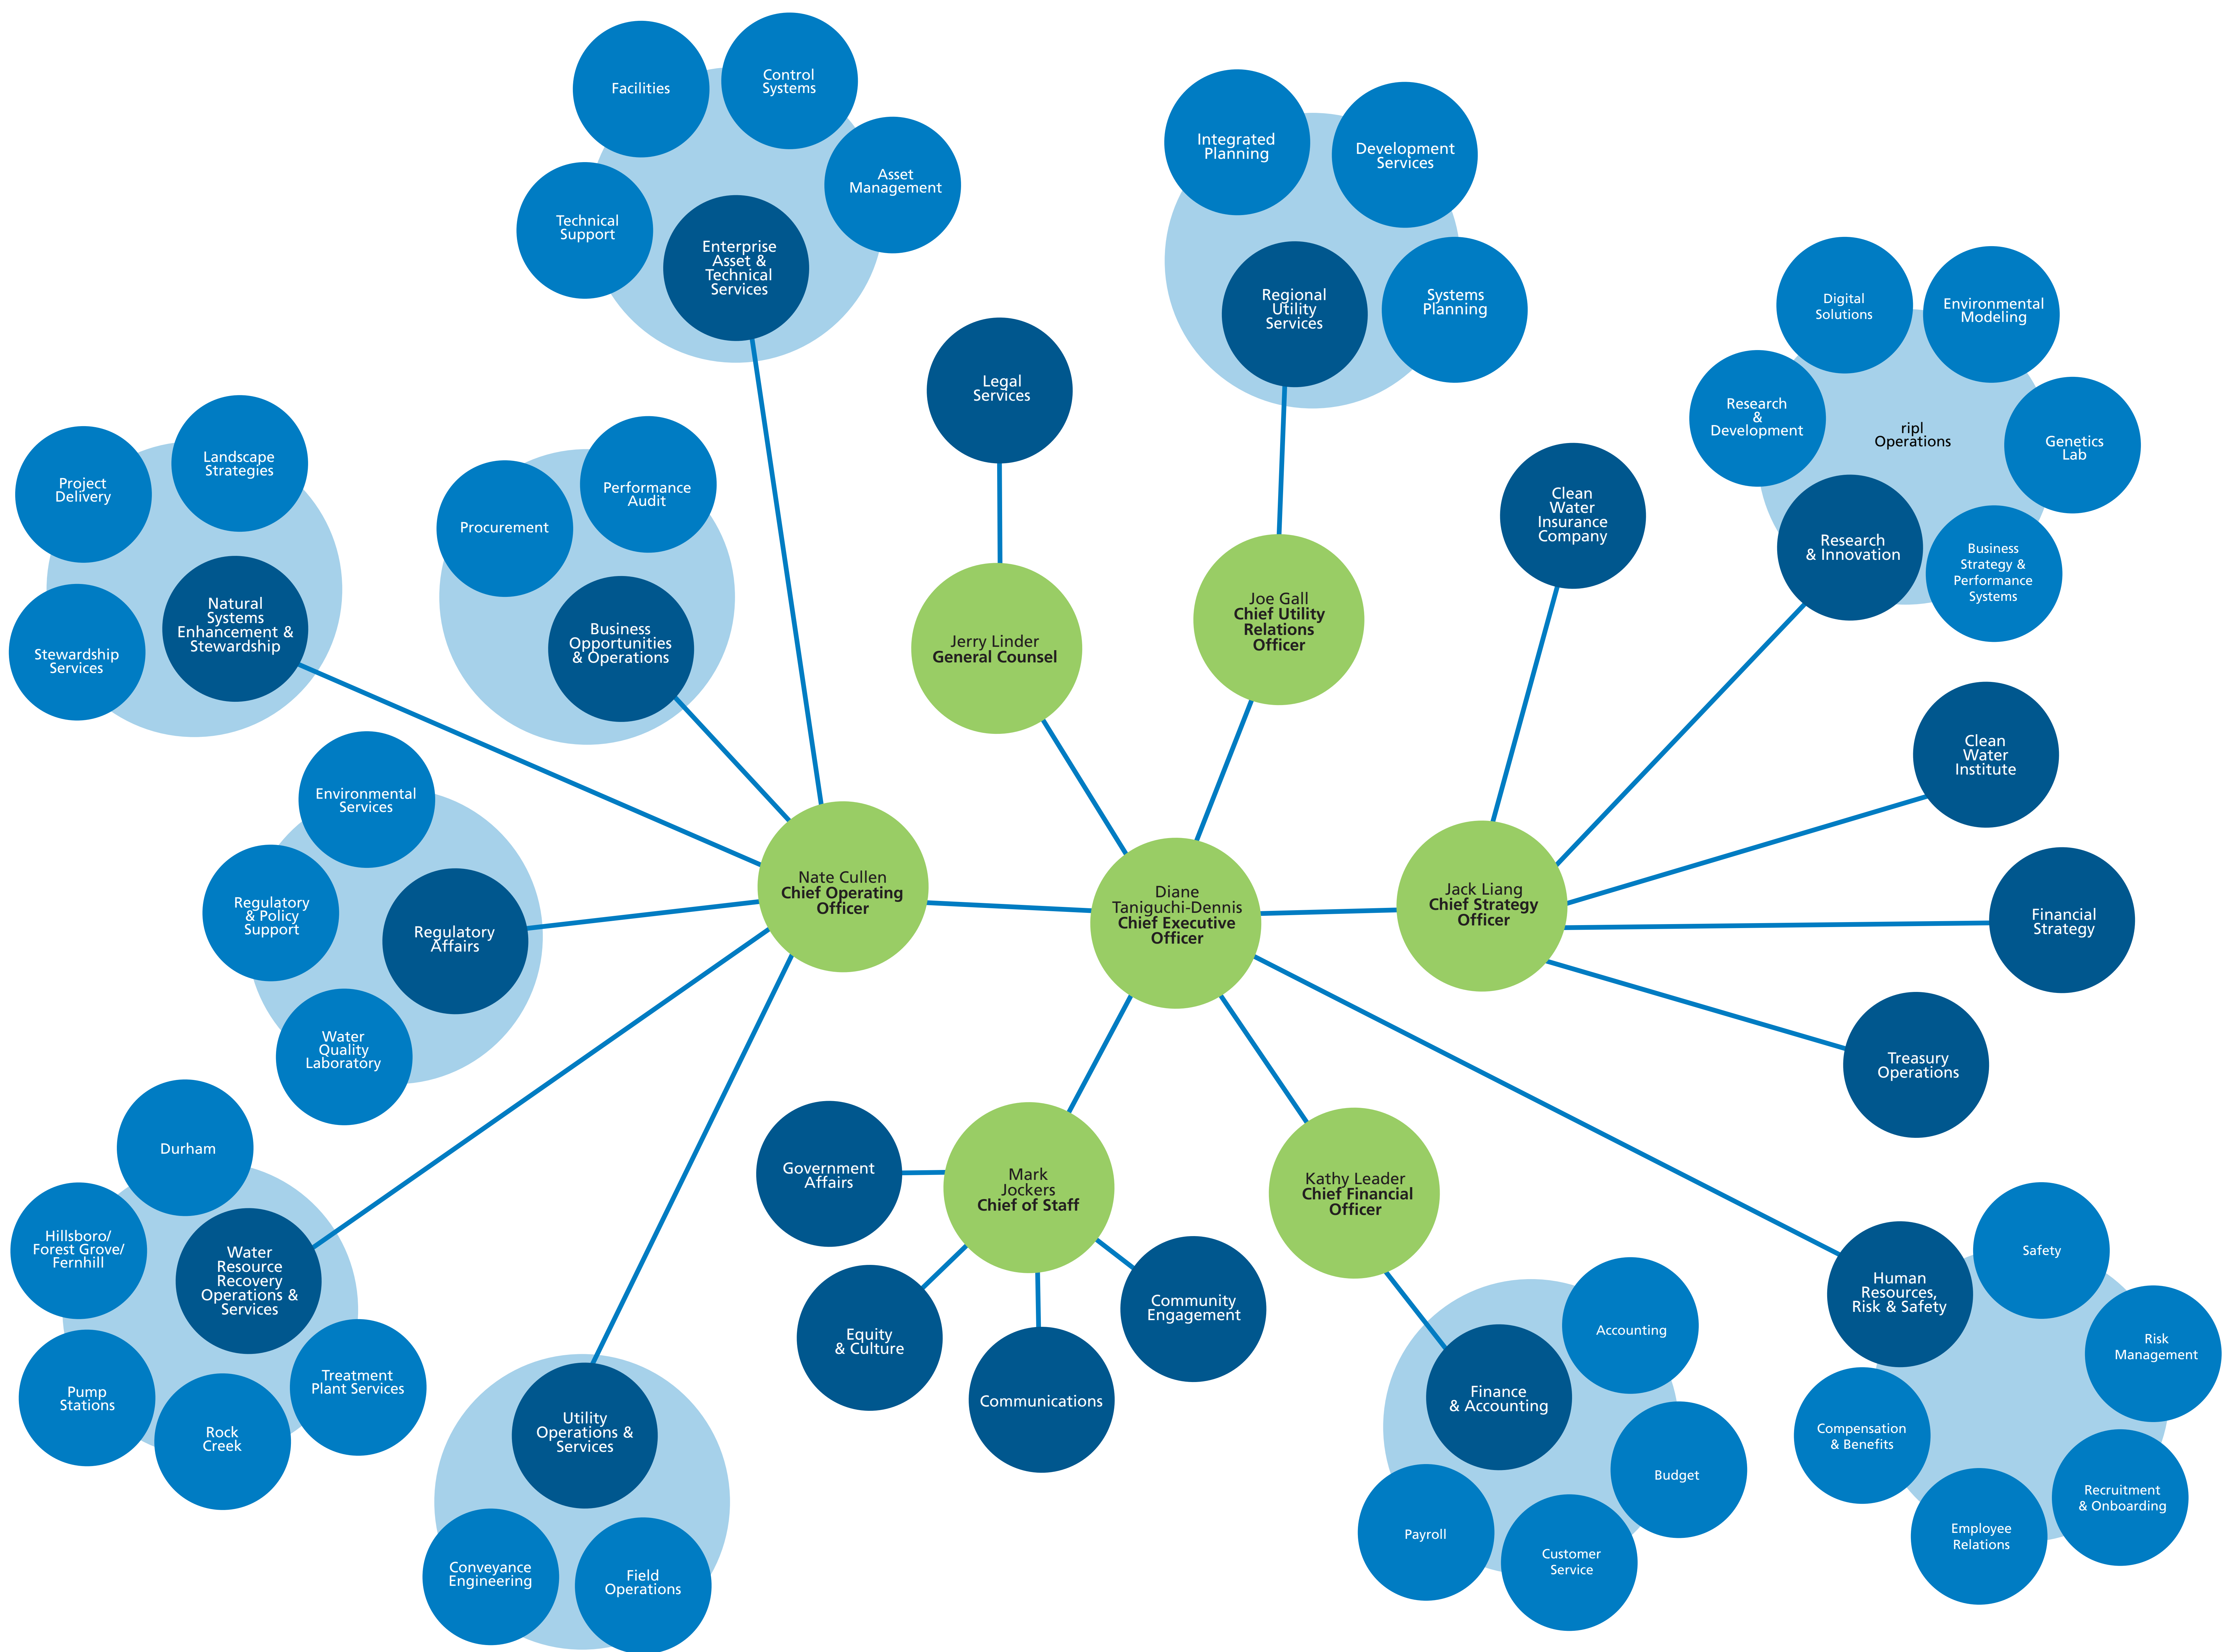 Facilities
Control
Systems
Asset
Management
Technical
Support
Enterprise
Asset &
Technical
Services
Integrated
Planning
Development
Services
Regional
Utility
Services
Systems
Planning
Digital
Solutions
Environmental
Modeling
Research
&
Development
ripl
Operations
Genetics
Lab
Research
& Innovation
Business
Strategy &
Performance
Systems
Legal
Services
Clean
Water
Insurance
Company
Project
Delivery
Landscape
Strategies
Natural
Systems
Enhancement &
Stewardship
Stewardship
Services
Procurement
Performance
Audit
Business
Opportunities
& Operations
Jerry Linder
General Counsel
Joe Gall
Chief Utility
Relations
Officer
Clean
Water
Institute
Environmental
Services
Regulatory
& Policy
Support
Regulatory
Affairs
Water
Quality
Laboratory
Nate Cullen
Chief Operating
Officer
Diane
Taniguchi-Dennis
Chief Executive
Officer
Jack Liang
Chief Strategy
Officer
Financial
Strategy
Treasury
Operations
Durham
Hillsboro/
Forest Grove/
Fernhill
Water
Resource
Recovery
Operations &
Services
Pump
Stations
Rock
Creek
Treatment
Plant Services
Utility
Operations &
Services
Conveyance
Engineering
Field
Operations
Government
Affairs
Mark
Jockers
Chief of Staff
Equity
& Culture
Communications
Community
Engagement
Kathy Leader
Chief Financial
Officer
Finance
& Accounting
Accounting
Budget
Payroll
Customer
Service
Human
Resources,
Risk & Safety
Safety
Risk
Management
Compensation
& Benefits
Recruitment
& Onboarding
Employee
Relations